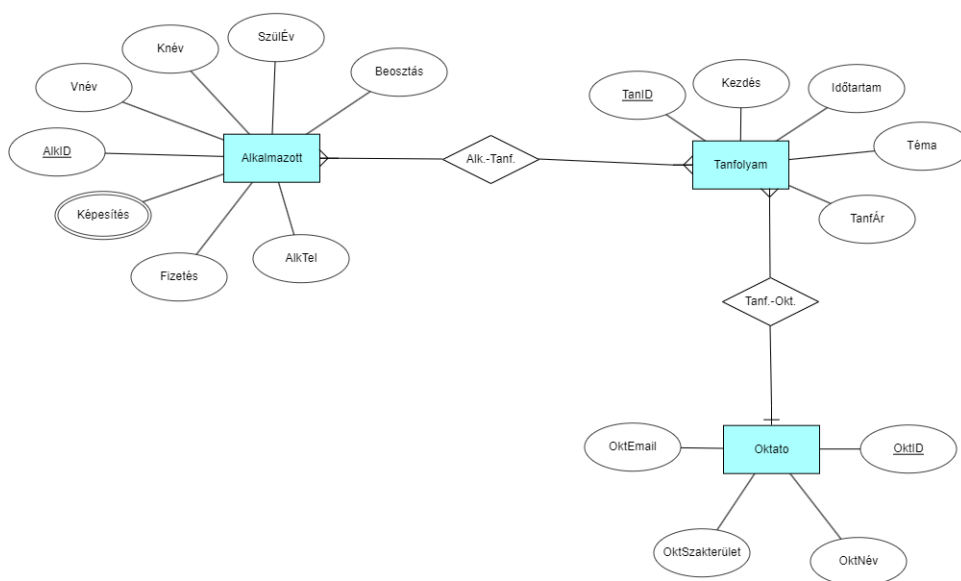 SzülÉv
Knév
Beosztás
Vnév
AlkID
Alkalmazott
Képesítés
Fizetés
AlkTel
Alk.-Tanf.
Kezdés
TanID
Időtartam
Téma
Tanfolyam
TanfÁr
Tanf.-Okt.
OktEmail
Oktato
OktID
OktSzakterület
OktNév